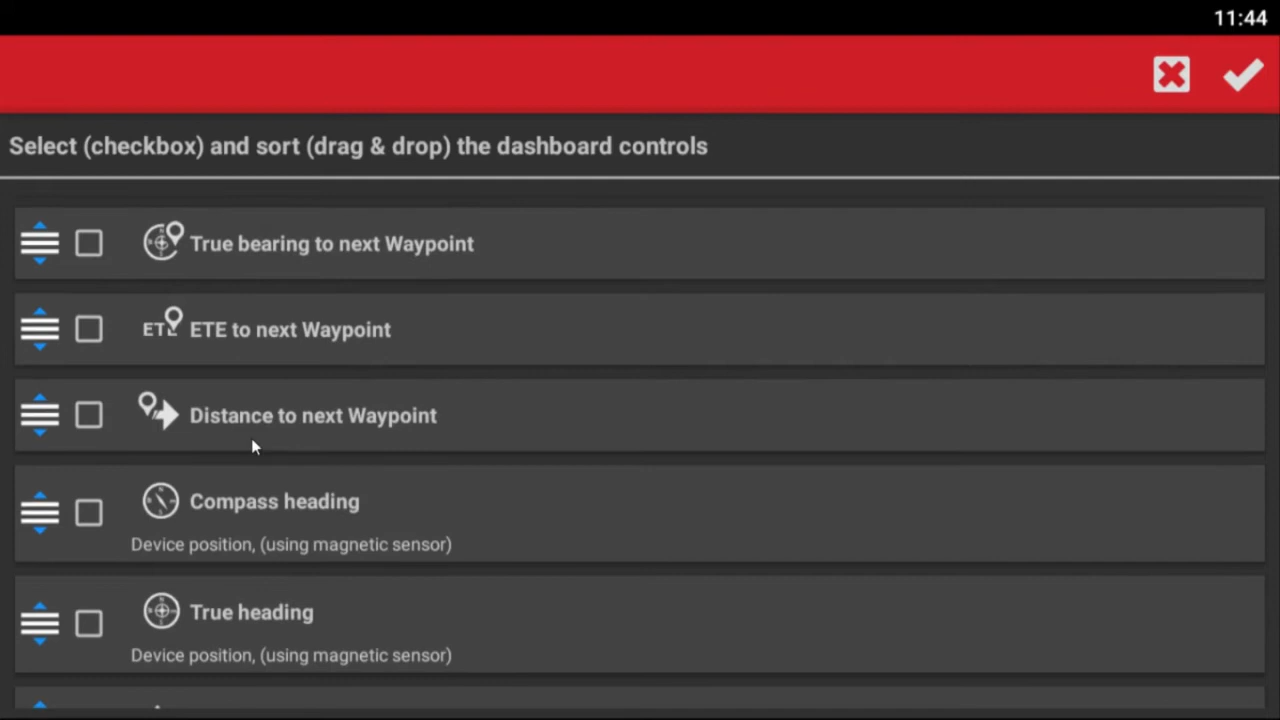 11:44
Select (checkbox) and sort (drag & drop) the dashboard controls
True bearing to next Waypoint
ETE to next Waypoint
Distance to next Waypoint
Compass heading
Device position, (using magnetic sensor)
True heading
Device position, (using magnetic sensor)